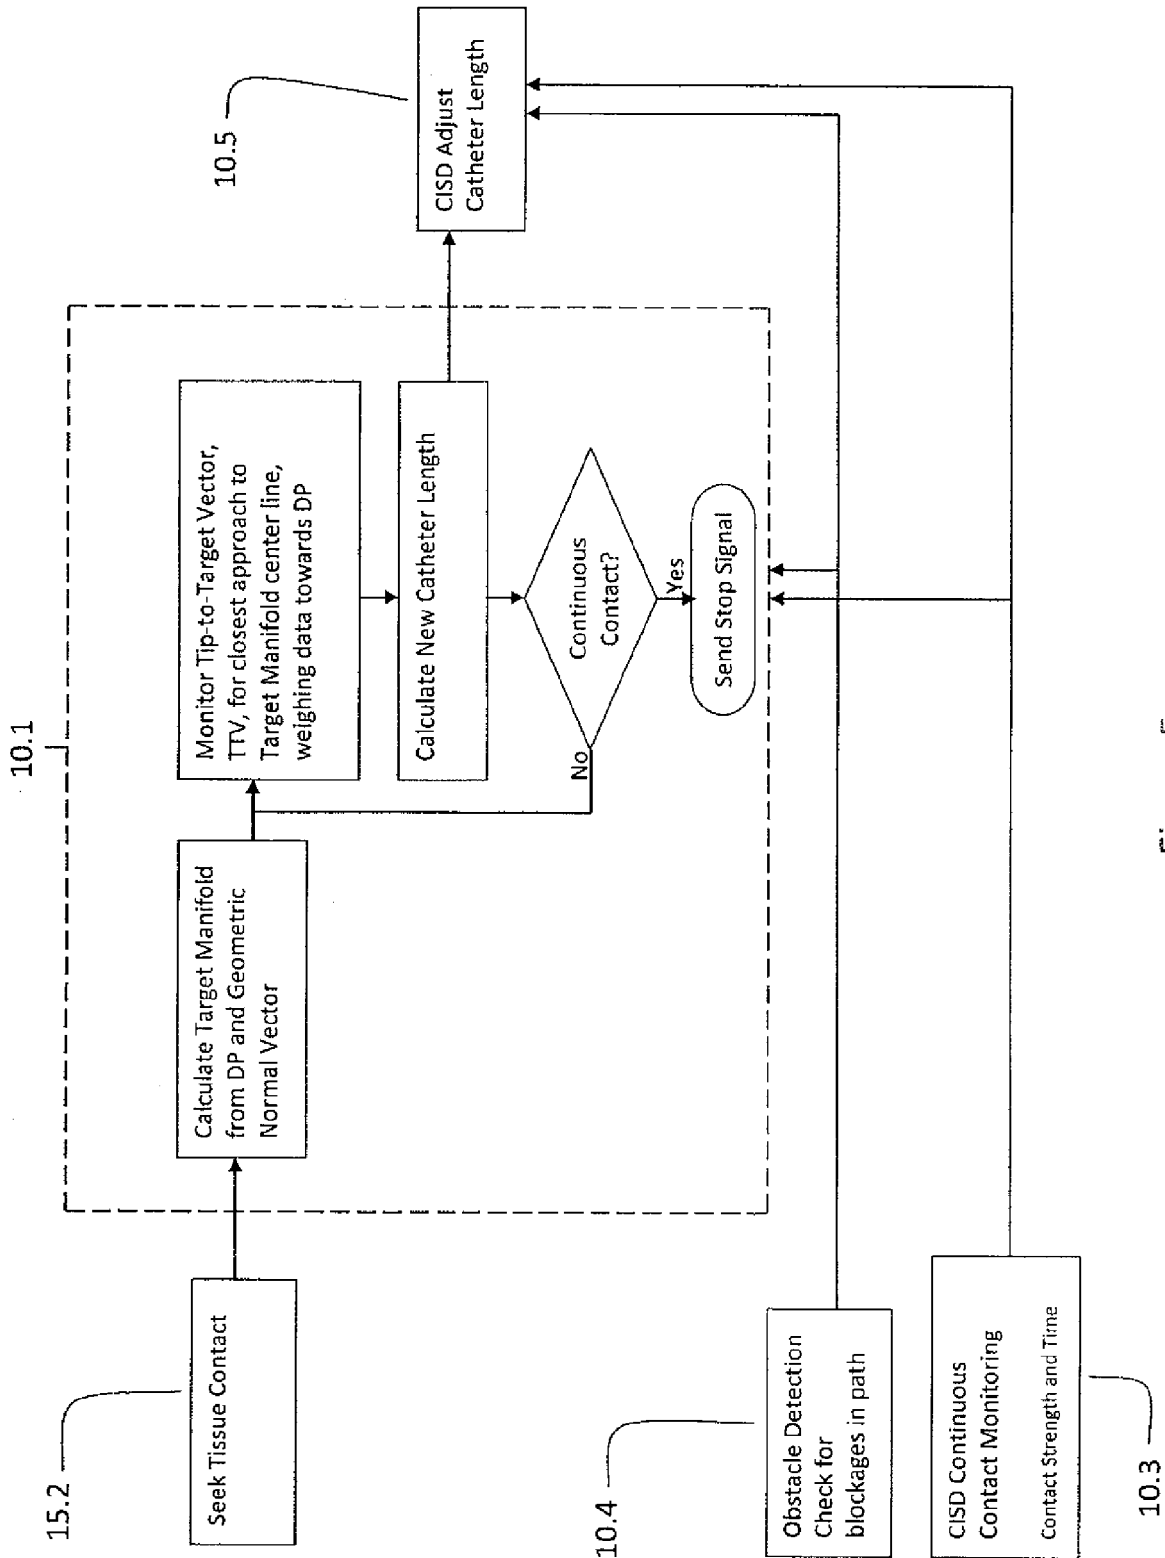 10.1
15.2
Seek Tissue Contact
Calculate Target Manifold
from DP and Geometric
Normal Vector
Monitor Tip-to-Target Vector,
TTV, for closest approach to
Target Manifold center line,
weighing data towards DP
Calculate New Catheter Length
No
Continuous
Contact?
Yes
Send Stop Signal
10.5
CISD Adjust
Catheter Length
10.4
Obstacle Detection
Check for
blockages in path
CISD Continuous
Contact Monitoring
Contact Strength and Time
10.3